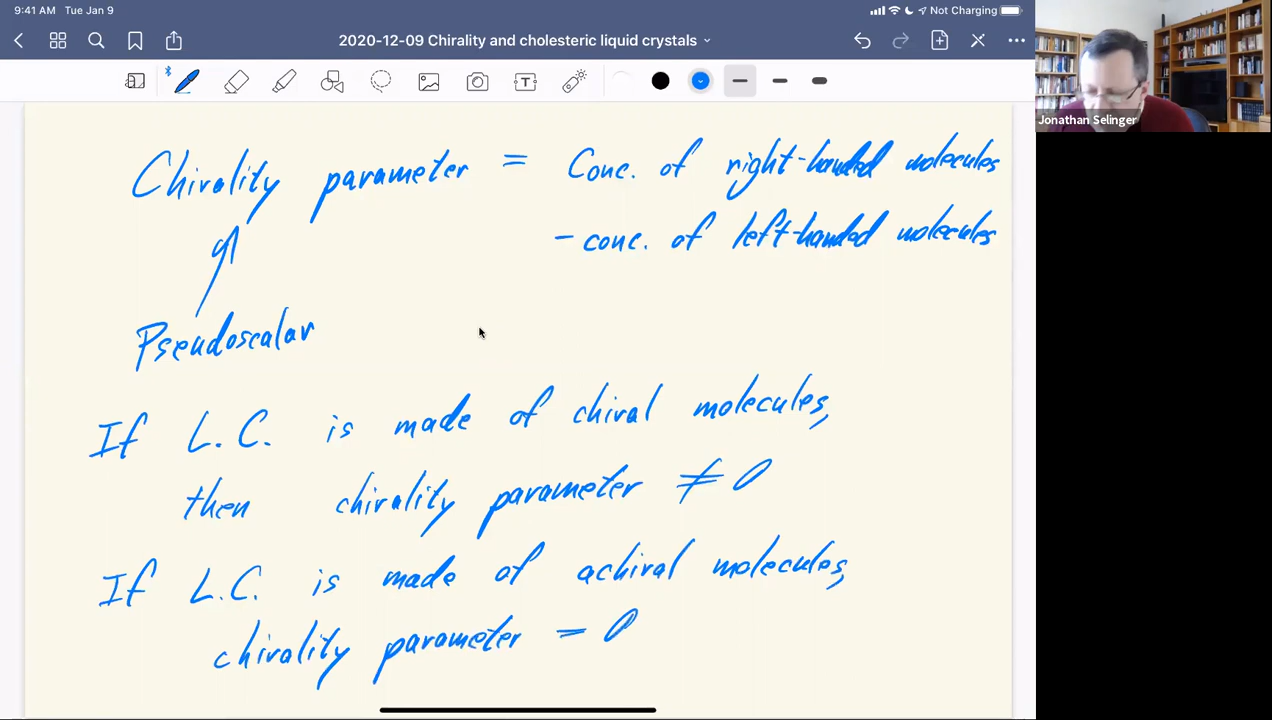 9:41 AM Tue Jan 9
Not Charging
2020-12-09 Chirality and cholesteric liquid crystals
Jonathan Selinger
Chirality parameter = Conc. of right-handed molecules
- conc. of left-handed molecules
Pseudoscalar
If L.C. is made of chiral molecules,
then chirality parameter ≠ 0
If L.C. is made of achiral molecules,
chirality parameter = 0